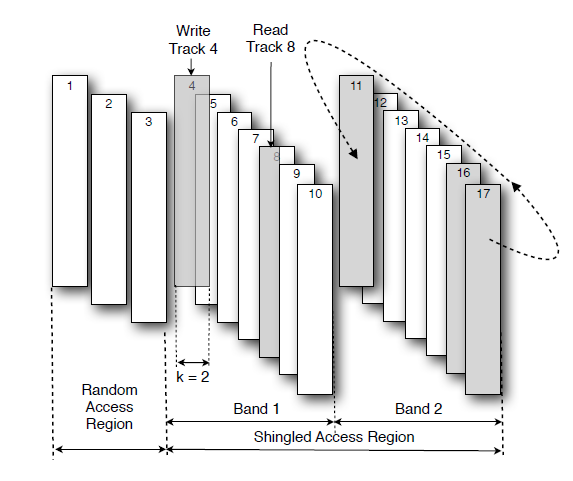 Write
Track 4
Read
Track 8
1
2
3
4
5
6
7
8
9
10
11
12
13
14
15
16
17
k = 2
Random
Access
Region
Band 1
Band 2
Shingled Access Region